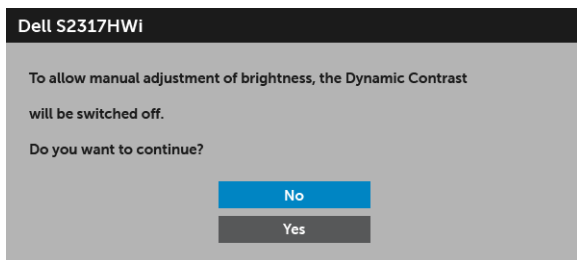 Dell S2317HWi
To allow manual adjustment of brightness, the Dynamic Contrast
will be switched off.
Do you want to continue?
No
Yes